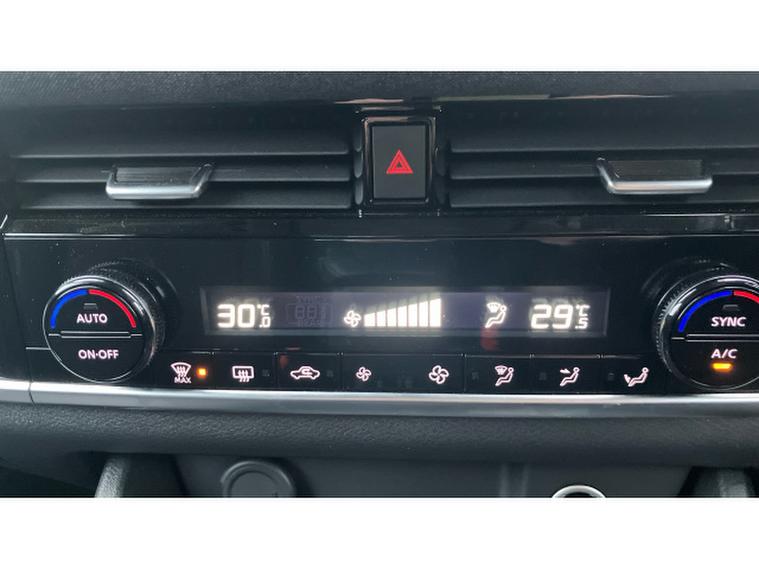 AUTO
ON·OFF
30.0°C
29.5°C
SYNC
A/C
MAX